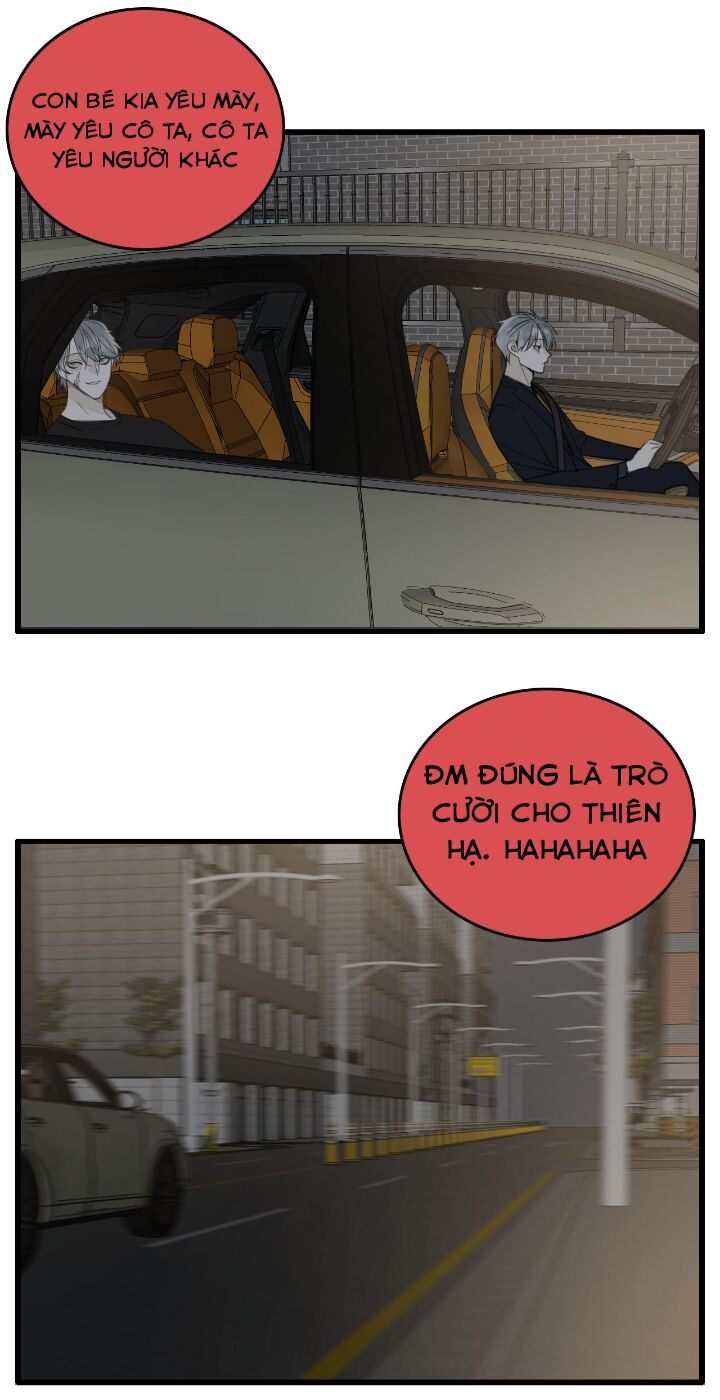 CON BÉ KIA YÊU MÀY,
MÀY YÊU CÔ TA, CÔ TA
YÊU NGƯỜI KHÁC
ĐM ĐÚNG LÀ TRÒ
CƯỜI CHO THIÊN
HẠ. HAHAHAHA